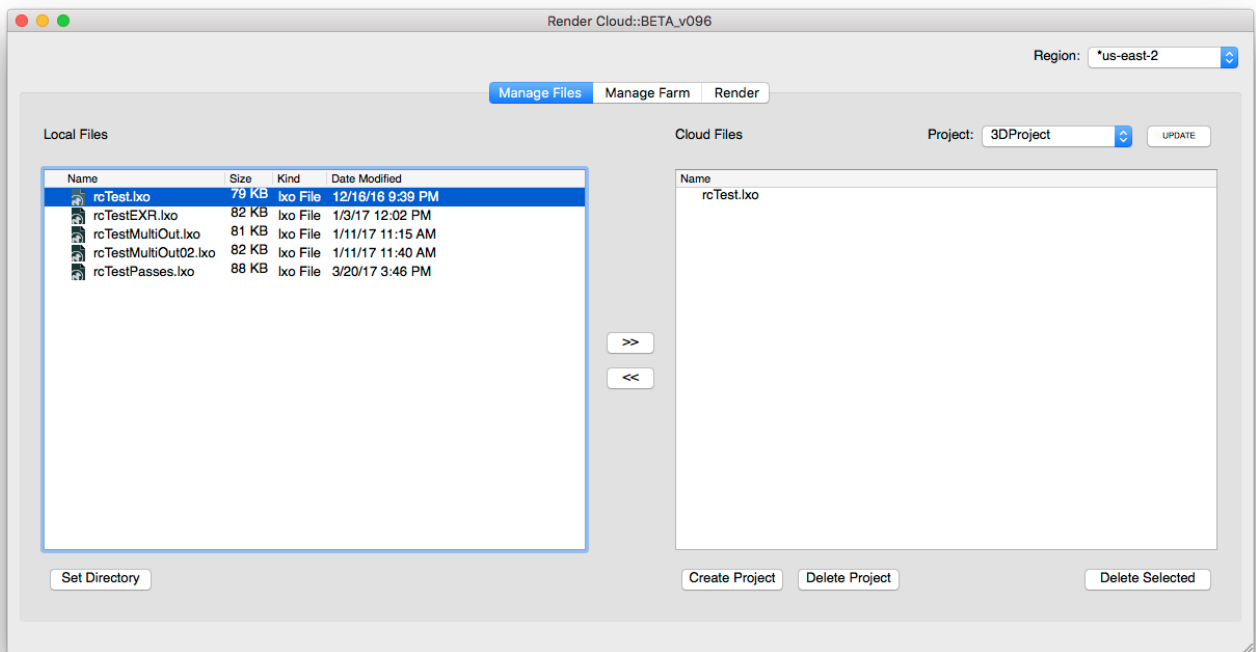 Render Cloud::BETA_v096
Region: *us-east-2
Manage Files Manage Farm Render
Local Files
Cloud Files
Project: 3DProject UPDATE
Name Size Kind Date Modified
rcTest.lxo 79 KB lxo File 12/16/16 9:39 PM
rcTestEXR.lxo 82 KB lxo File 1/3/17 12:02 PM
rcTestMultiOut.lxo 81 KB lxo File 1/11/17 11:15 AM
rcTestMultiOut02.lxo 82 KB lxo File 1/11/17 11:40 AM
rcTestPasses.lxo 88 KB lxo File 3/20/17 3:46 PM
Name
rcTest.lxo
>>
<<
Set Directory
Create Project Delete Project Delete Selected